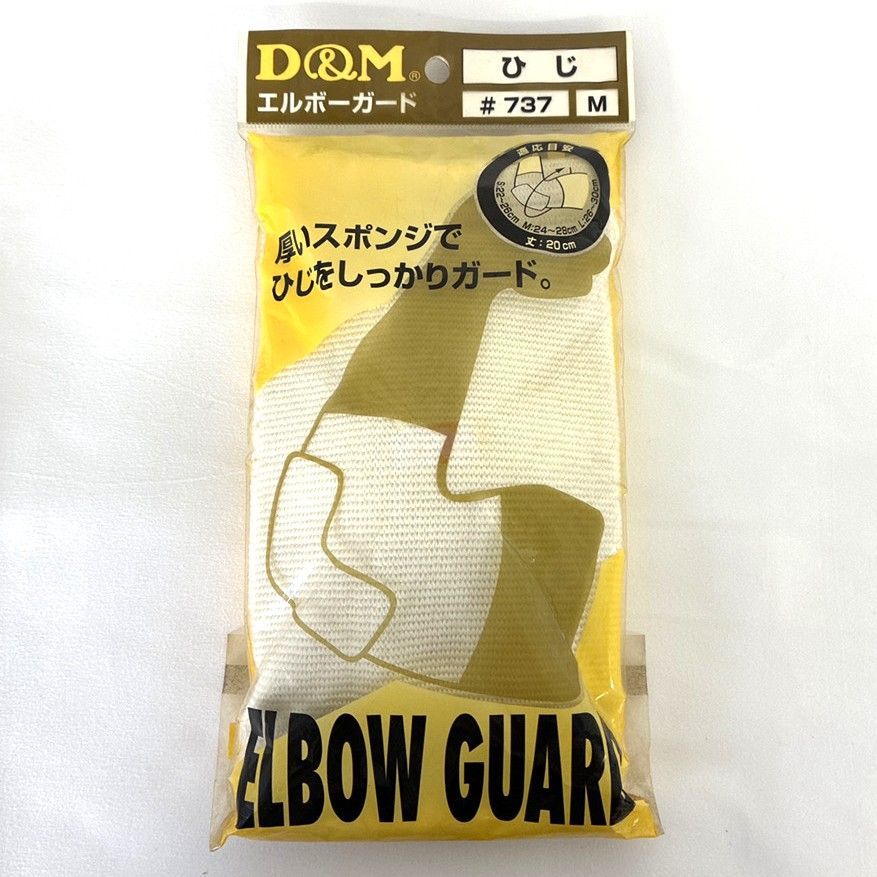 D&M®
ひじ
エルボーガード
# 737
M
適応目安
S:22～26cm M:24～28cm L:26～30cm
丈：20cm
厚いスポンジで
ひじをしっかりガード。
ELBOW GUARD